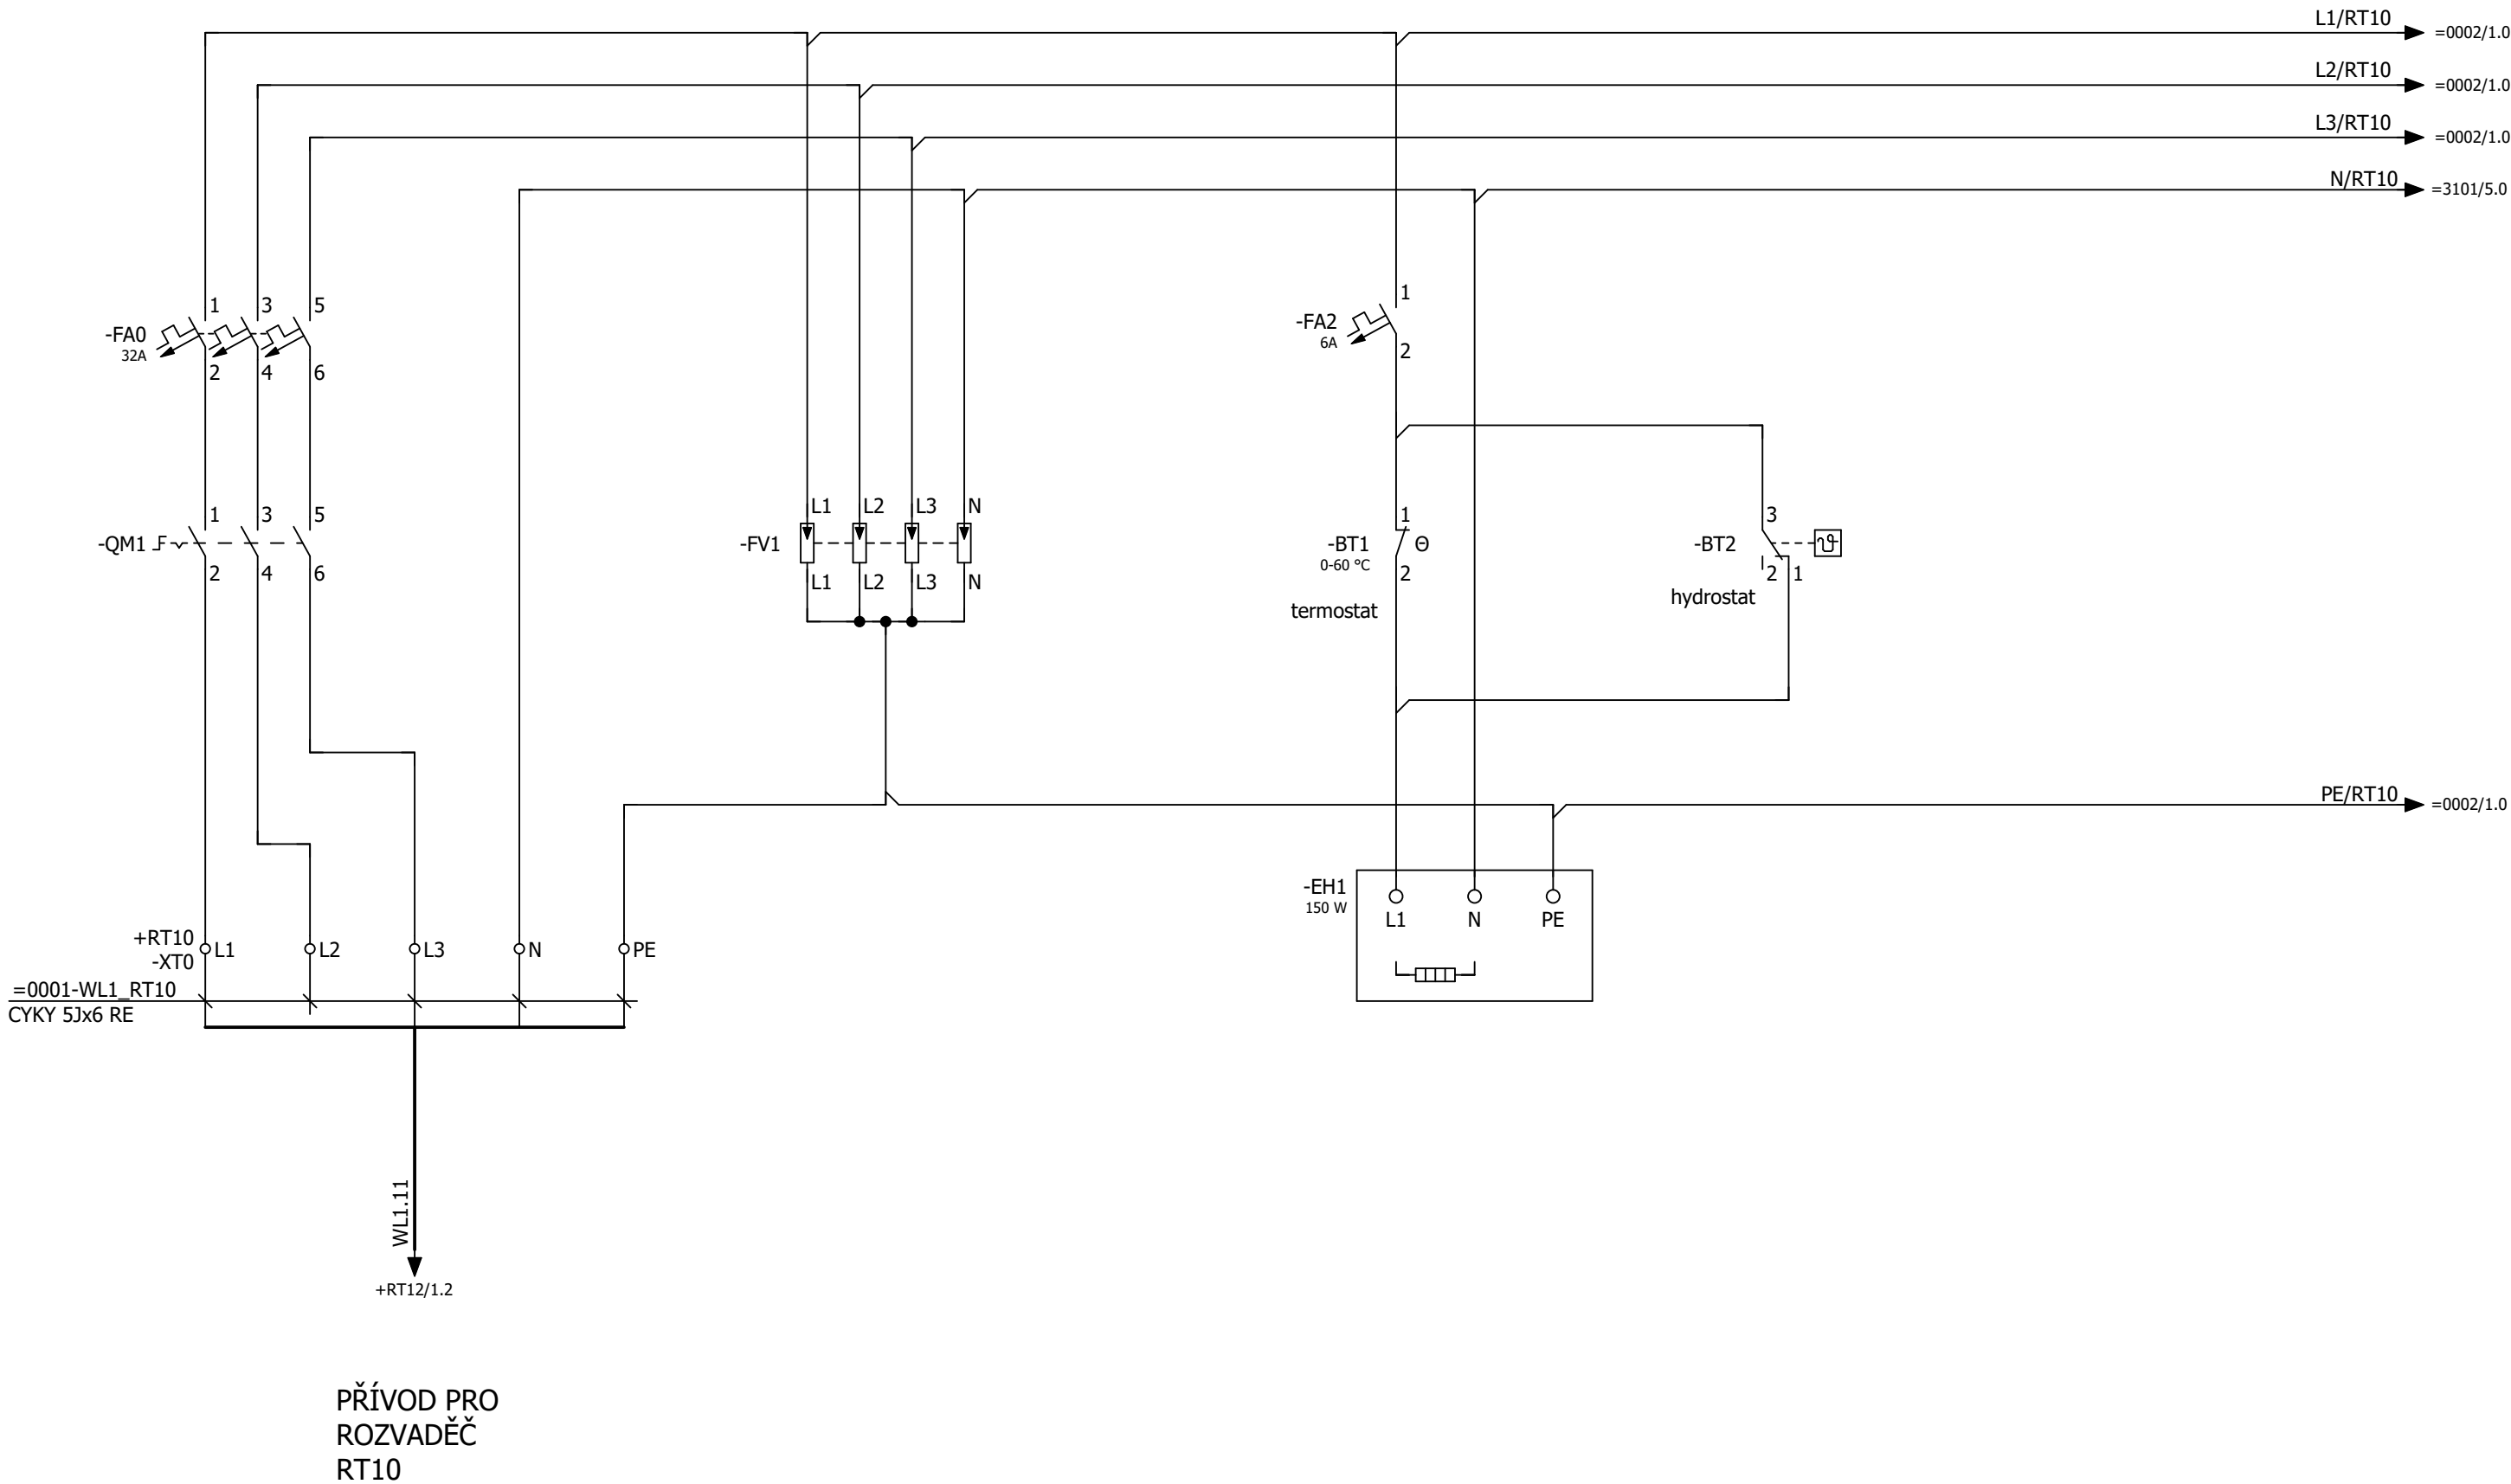 L1/RT10
=0002/1.0
L2/RT10
=0002/1.0
L3/RT10
=0002/1.0
N/RT10
=3101/5.0
1 3 5
-FA0
32A
2 4 6
1
-FA2
6A
2
1 3 5
-QM1
2 4 6
L1 L2 L3 N
-FV1
L1 L2 L3 N
1
-BT1
0-60 °C
Θ
2
termostat
3
-BT2
ϑ
2 1
hydrostat
PE/RT10
=0002/1.0
-EH1
150 W
L1 N PE
+RT10
-XT0
L1 L2 L3 N PE
=0001-WL1_RT10
CYKY 5Jx6 RE
WL1.11
+RT12/1.2
PŘÍVOD PRO
ROZVADĚČ
RT10